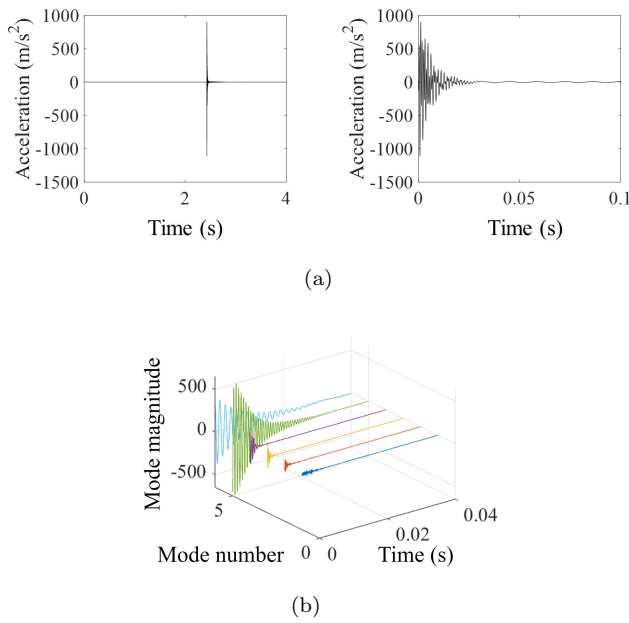 1000
500
0
-500
-1000
-1500
Acceleration (m/s²)
0 2 4
Time (s)
1000
500
0
-500
-1000
-1500
Acceleration (m/s²)
0 0.05 0.1
Time (s)
(a)
500
0
-500
Mode magnitude
5
0
Mode number
0
0.02
0.04
Time (s)
(b)